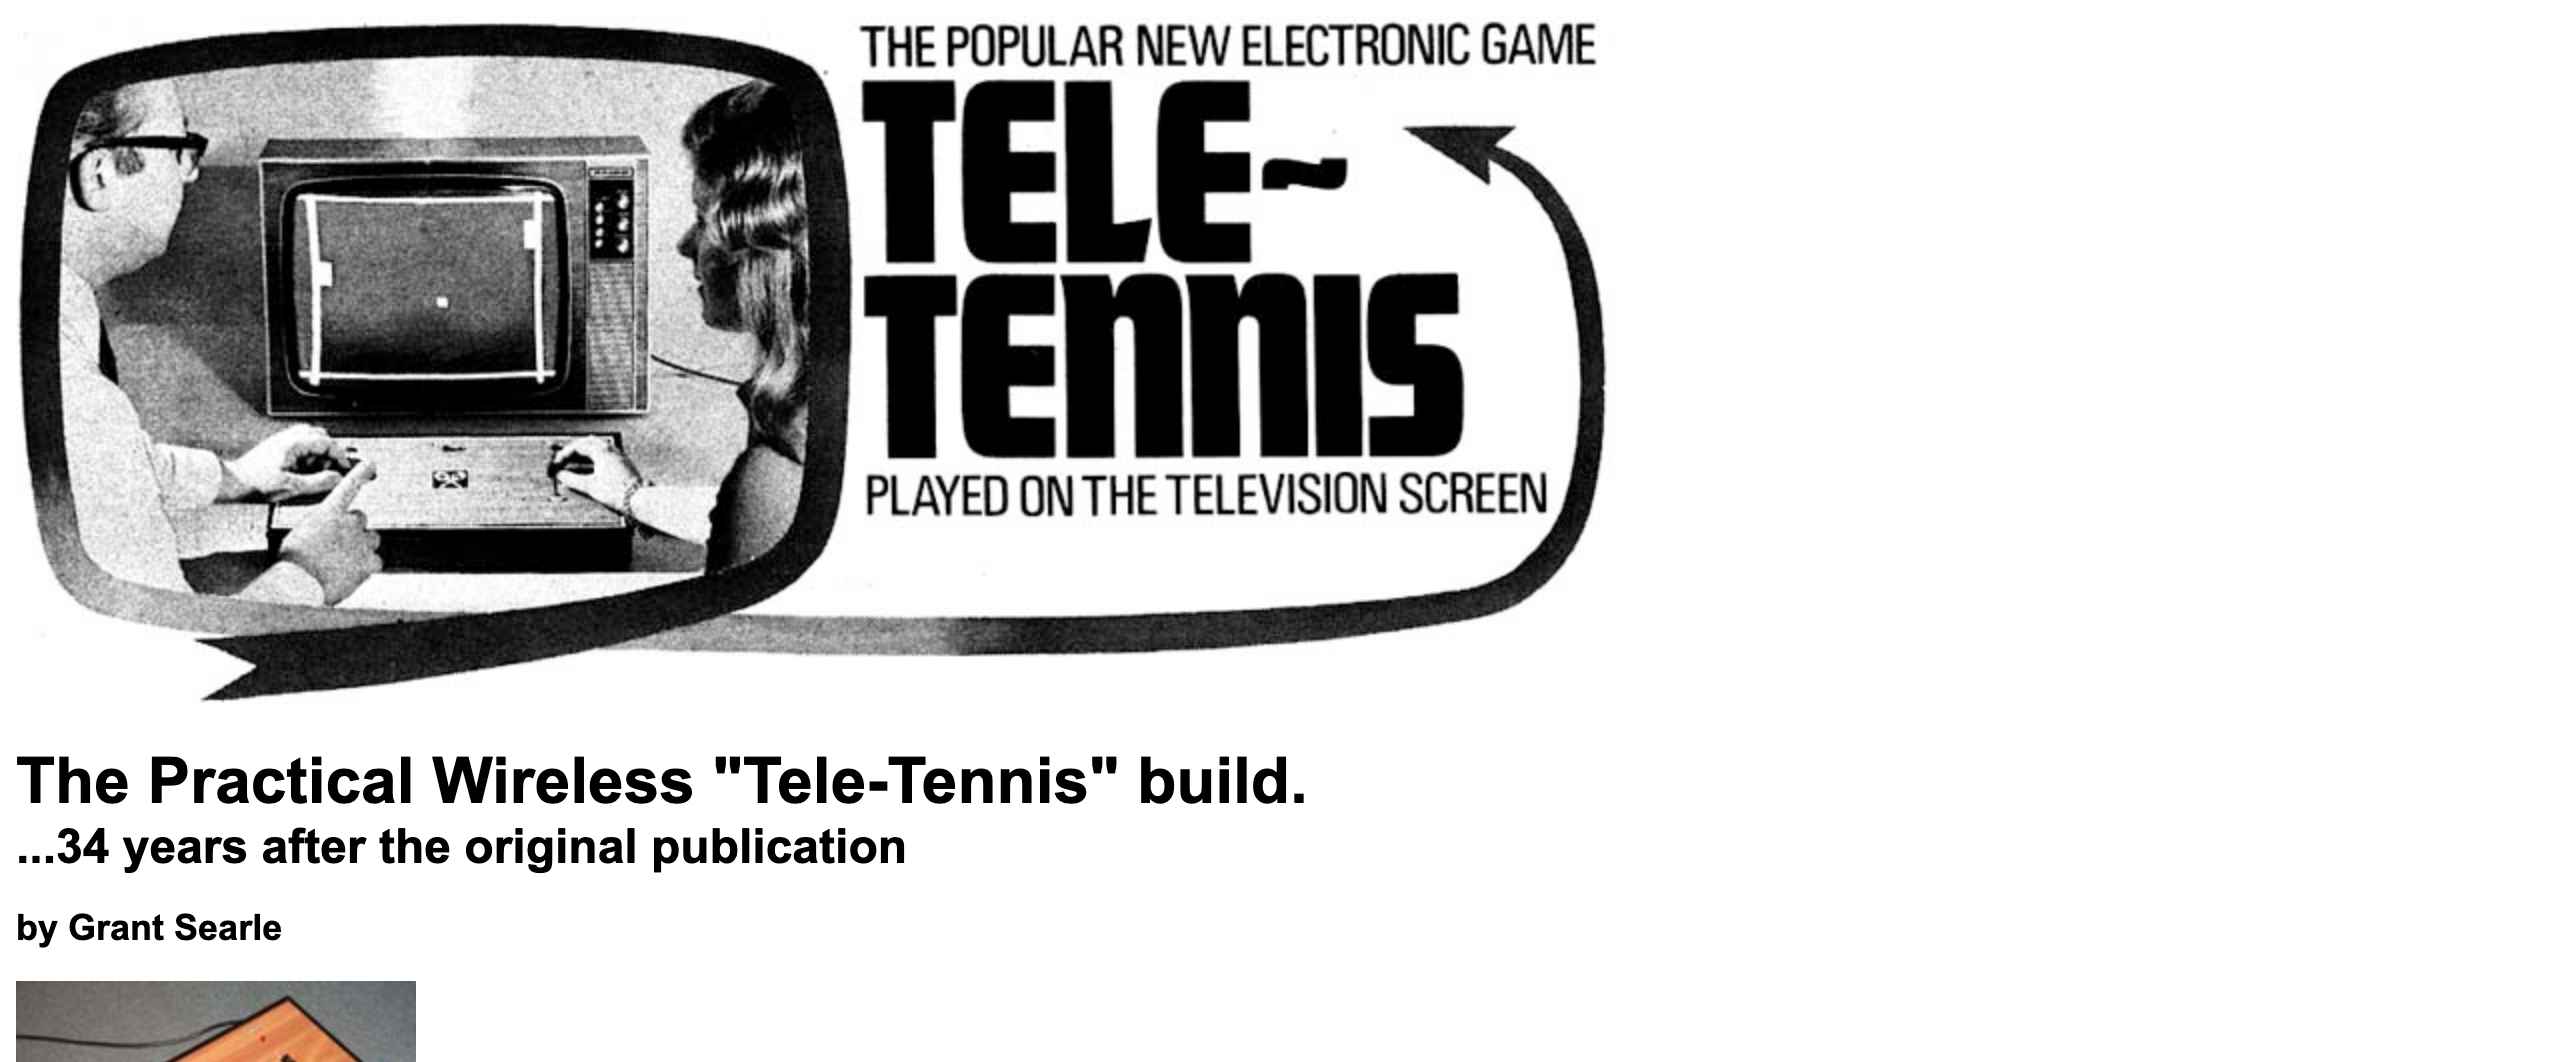 THE POPULAR NEW ELECTRONIC GAME
TELE~
TENNIS
PLAYED ON THE TELEVISION SCREEN
The Practical Wireless "Tele-Tennis" build.
...34 years after the original publication
by Grant Searle